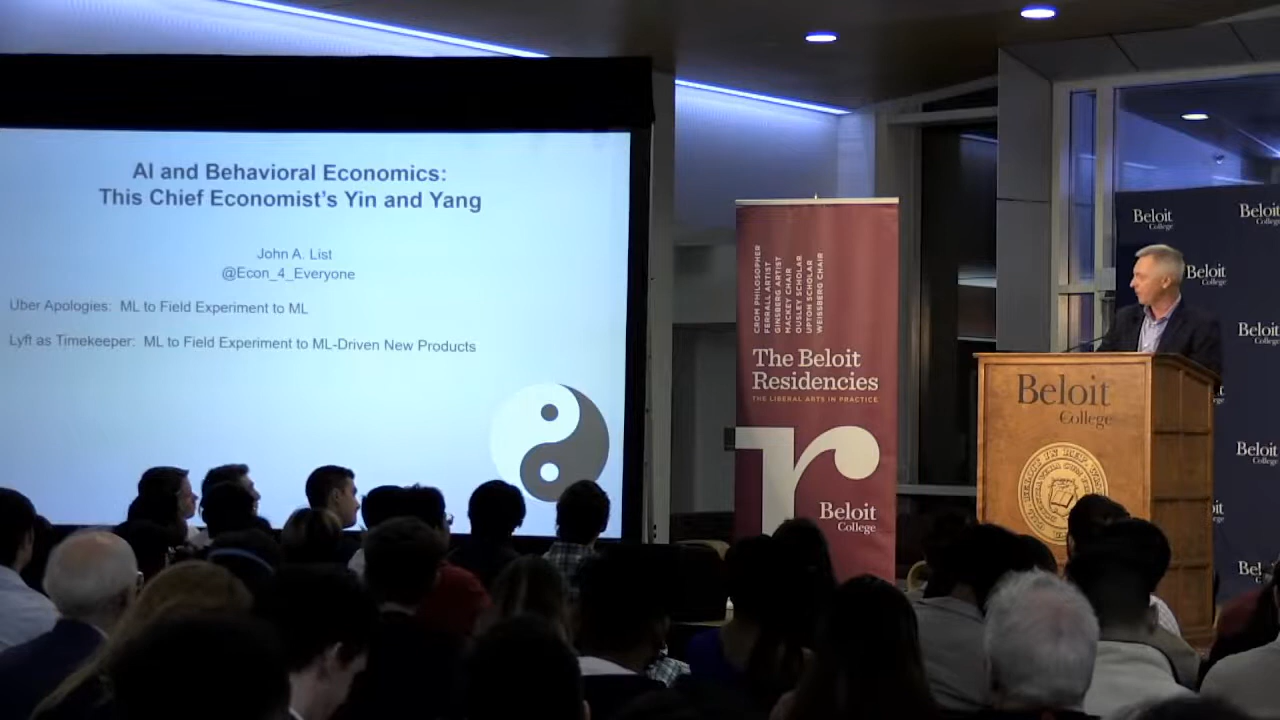 AI and Behavioral Economics:
This Chief Economist's Yin and Yang
John A. List
@Econ_4_Everyone
Uber Apologies: ML to Field Experiment to ML
Lyft as Timekeeper: ML to Field Experiment to ML-Driven New Products
CROM PHILOSOPHER
FERRALL ARTIST
GINSBERG ARTIST
MACKEY CHAIR
OUSLEY SCHOLAR
UPTON SCHOLAR
WEISSBERG CHAIR
The Beloit
Residencies
THE LIBERAL ARTS IN PRACTICE
r
Beloit
College
Beloit
College
Beloit
College
Beloit
College
Beloit
College
Beloit
College
Beloit
College